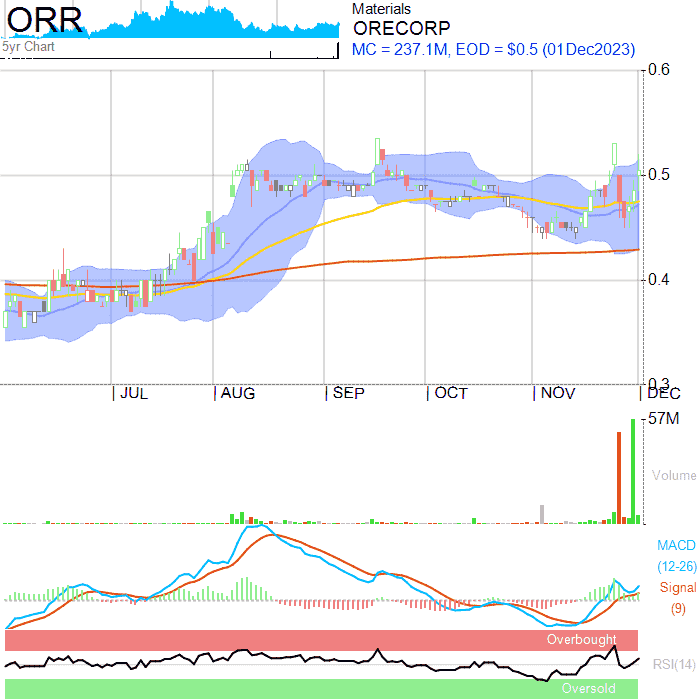 ORR
5yr Chart
Materials
ORECORP
MC = 237.1M, EOD = $0.5 (01Dec2023)
0.6
0.5
0.4
0.3
JUL
AUG
SEP
OCT
NOV
DEC
57M
Volume
MACD
(12-26)
Signal
(9)
Overbought
RSI(14)
Oversold